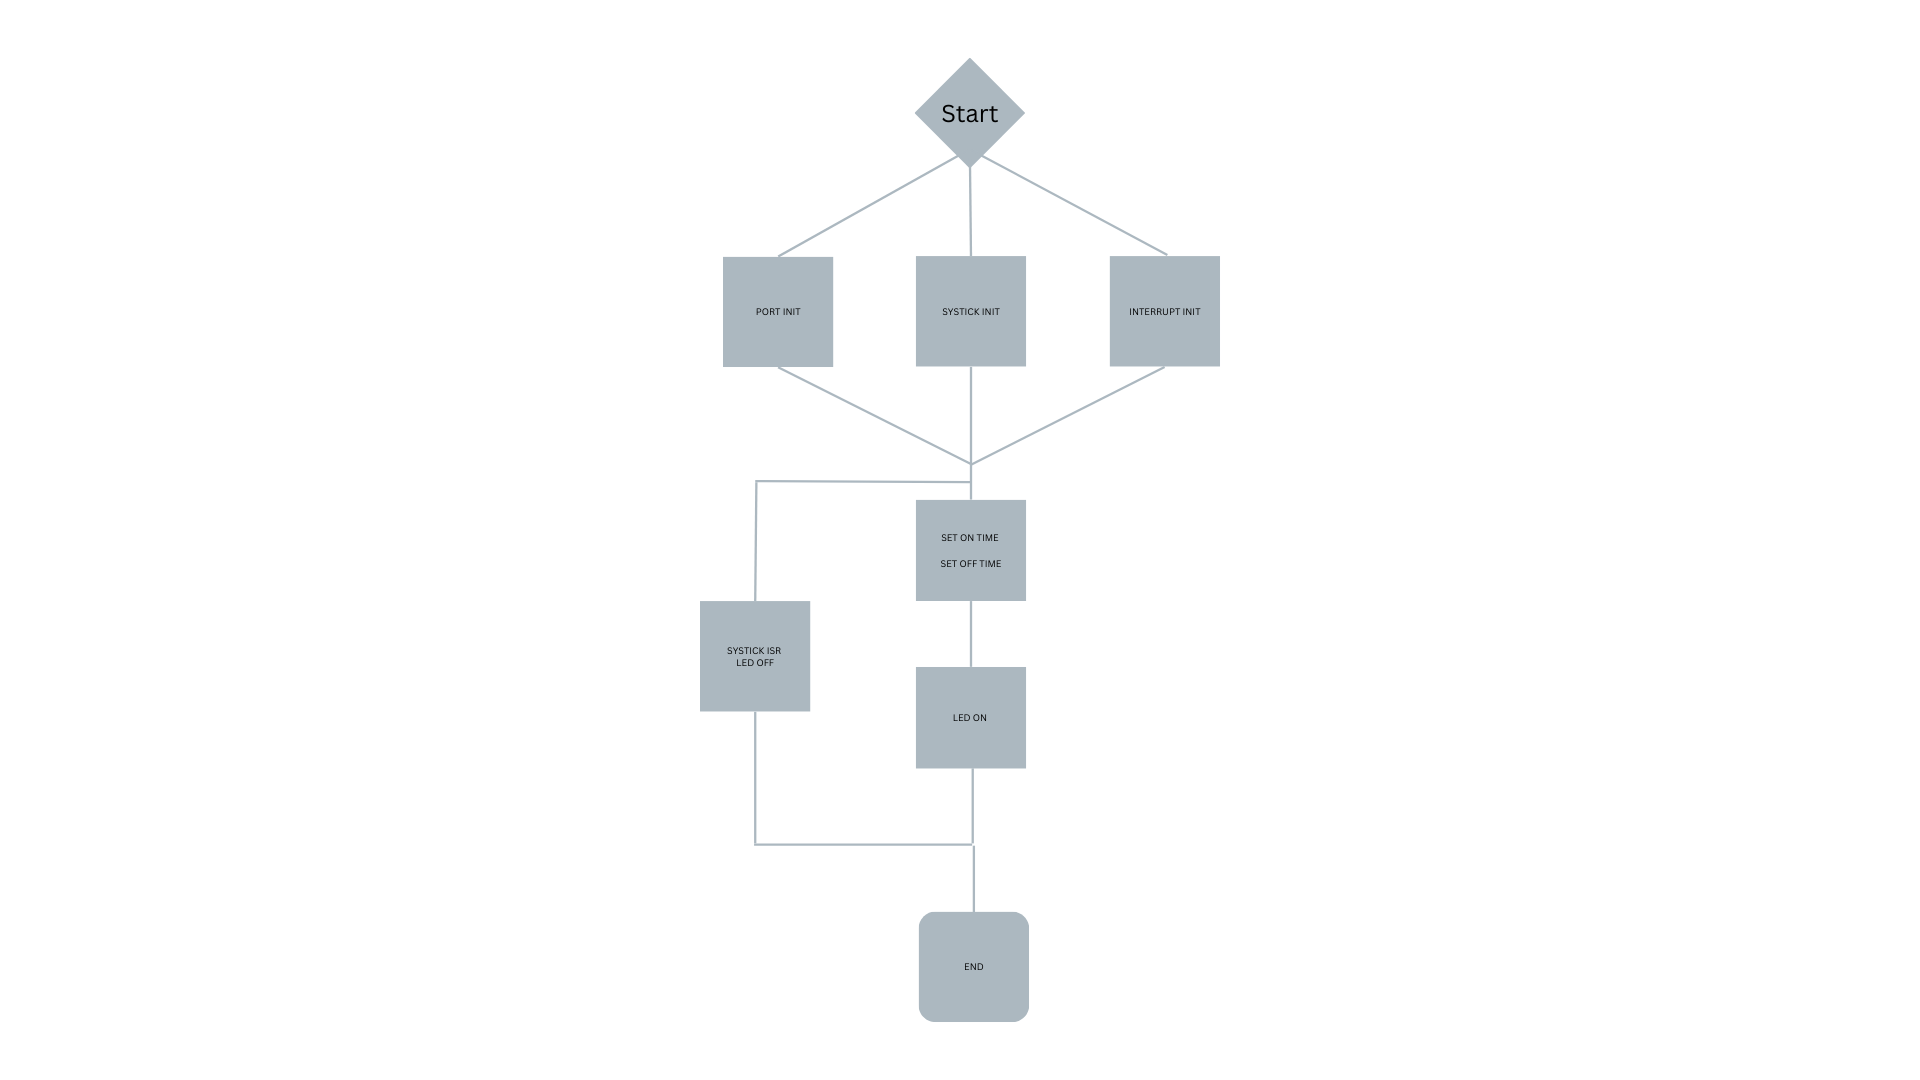 Start
PORT INIT
SYSTICK INIT
INTERRUPT INIT
SET ON TIME
SET OFF TIME
SYSTICK ISR
LED OFF
LED ON
END